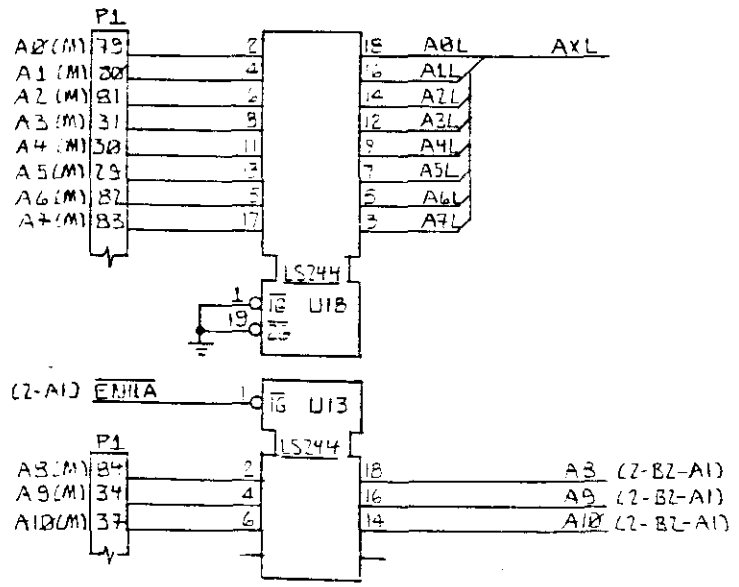 P1
A0(M) 79 2 18 A0L AXL
A1(M) 80 4 16 A1L
A2(M) 81 6 14 A2L
A3(M) 31 8 12 A3L
A4(M) 30 11 9 A4L
A5(M) 29 13 7 A5L
A6(M) 82 5 5 A6L
A7(M) 83 17 3 A7L
LS244
1 1G U18
19 2G
(2-A1) ENHA 1 1G U13
P1 LS244
A8(M) 84 2 18 A8 (2-B2-A1)
A9(M) 34 4 16 A9 (2-B2-A1)
A10(M) 37 6 14 A10 (2-B2-A1)